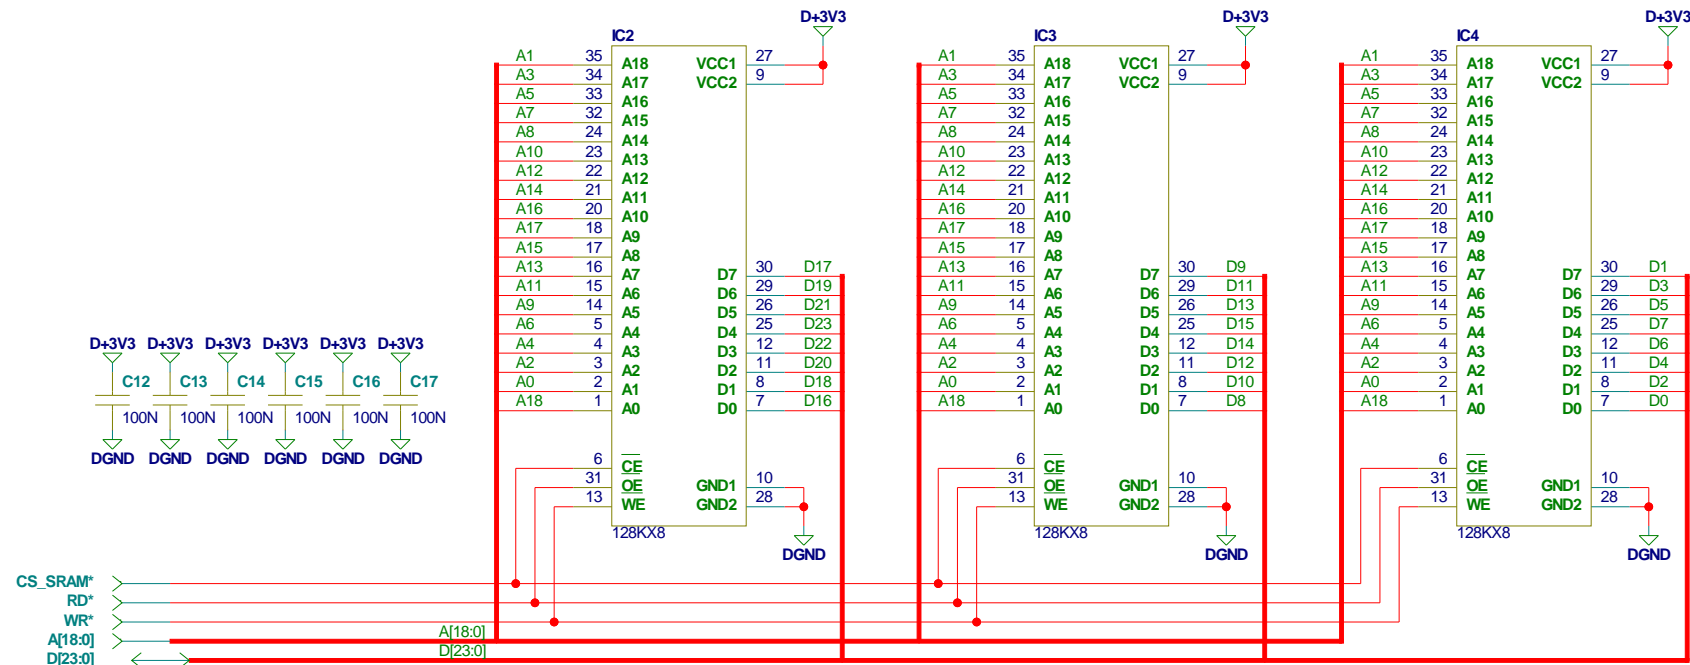 D+3V3 D+3V3 D+3V3
IC2 IC3 IC4
A1 35 A18 VCC1 27 A1 35 A18 VCC1 27 A1 35 A18 VCC1 27
A3 34 A17 VCC2 9 A3 34 A17 VCC2 9 A3 34 A17 VCC2 9
A5 33 A16 A5 33 A16 A5 33 A16
A7 32 A15 A7 32 A15 A7 32 A15
A8 24 A14 A8 24 A14 A8 24 A14
A10 23 A13 A10 23 A13 A10 23 A13
A12 22 A12 A12 22 A12 A12 22 A12
A14 21 A11 A14 21 A11 A14 21 A11
A16 20 A10 A16 20 A10 A16 20 A10
A17 18 A9 A17 18 A9 A17 18 A9
A15 17 A8 A15 17 A8 A15 17 A8
A13 16 A7 D7 30 D17 A13 16 A7 D7 30 D9 A13 16 A7 D7 30 D1
A11 15 A6 D6 29 D19 A11 15 A6 D6 29 D11 A11 15 A6 D6 29 D3
A9 14 A5 D5 26 D21 A9 14 A5 D5 26 D13 A9 14 A5 D5 26 D5
A6 5 A4 D4 25 D23 A6 5 A4 D4 25 D15 A6 5 A4 D4 25 D7
D+3V3 D+3V3 D+3V3 D+3V3 D+3V3 D+3V3 A4 4 A3 D3 12 D22 A4 4 A3 D3 12 D14 A4 4 A3 D3 12 D6
A2 3 A2 D2 11 D20 A2 3 A2 D2 11 D12 A2 3 A2 D2 11 D4
C12 C13 C14 C15 C16 C17 A0 2 A1 D1 8 D18 A0 2 A1 D1 8 D10 A0 2 A1 D1 8 D2
A18 1 A0 D0 7 D16 A18 1 A0 D0 7 D8 A18 1 A0 D0 7 D0
100N 100N 100N 100N 100N 100N
DGND DGND DGND DGND DGND DGND
6 CE 6 CE 6 CE
31 OE GND1 10 31 OE GND1 10 31 OE GND1 10
13 WE GND2 28 13 WE GND2 28 13 WE GND2 28
128KX8 128KX8 128KX8
DGND DGND DGND
CS_SRAM*
RD*
WR*
A[18:0] A[18:0]
D[23:0] D[23:0]